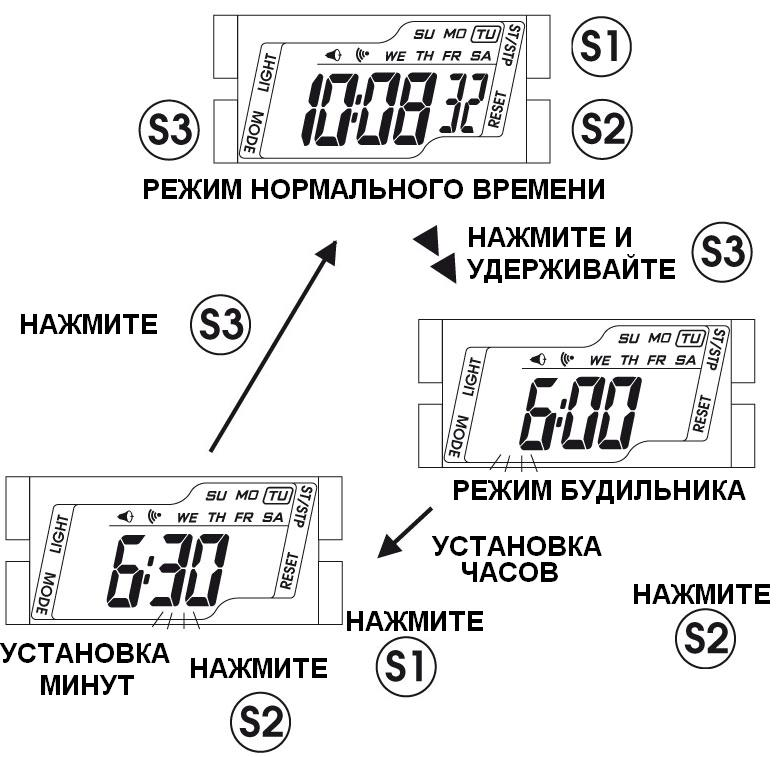 SU MO TU
ST/STP
S1
LIGHT
WE TH FR SA
10:08 32
S3
MODE
RESET
S2
РЕЖИМ НОРМАЛЬНОГО ВРЕМЕНИ
НАЖМИТЕ И
УДЕРЖИВАЙТЕ
S3
НАЖМИТЕ
S3
SU MO TU
ST/STP
LIGHT
WE TH FR SA
6:00
MODE
RESET
РЕЖИМ БУДИЛЬНИКА
SU MO TU
ST/STP
LIGHT
WE TH FR SA
6:30
MODE
RESET
УСТАНОВКА
ЧАСОВ
НАЖМИТЕ
S2
НАЖМИТЕ
S1
УСТАНОВКА
МИНУТ
НАЖМИТЕ
S2